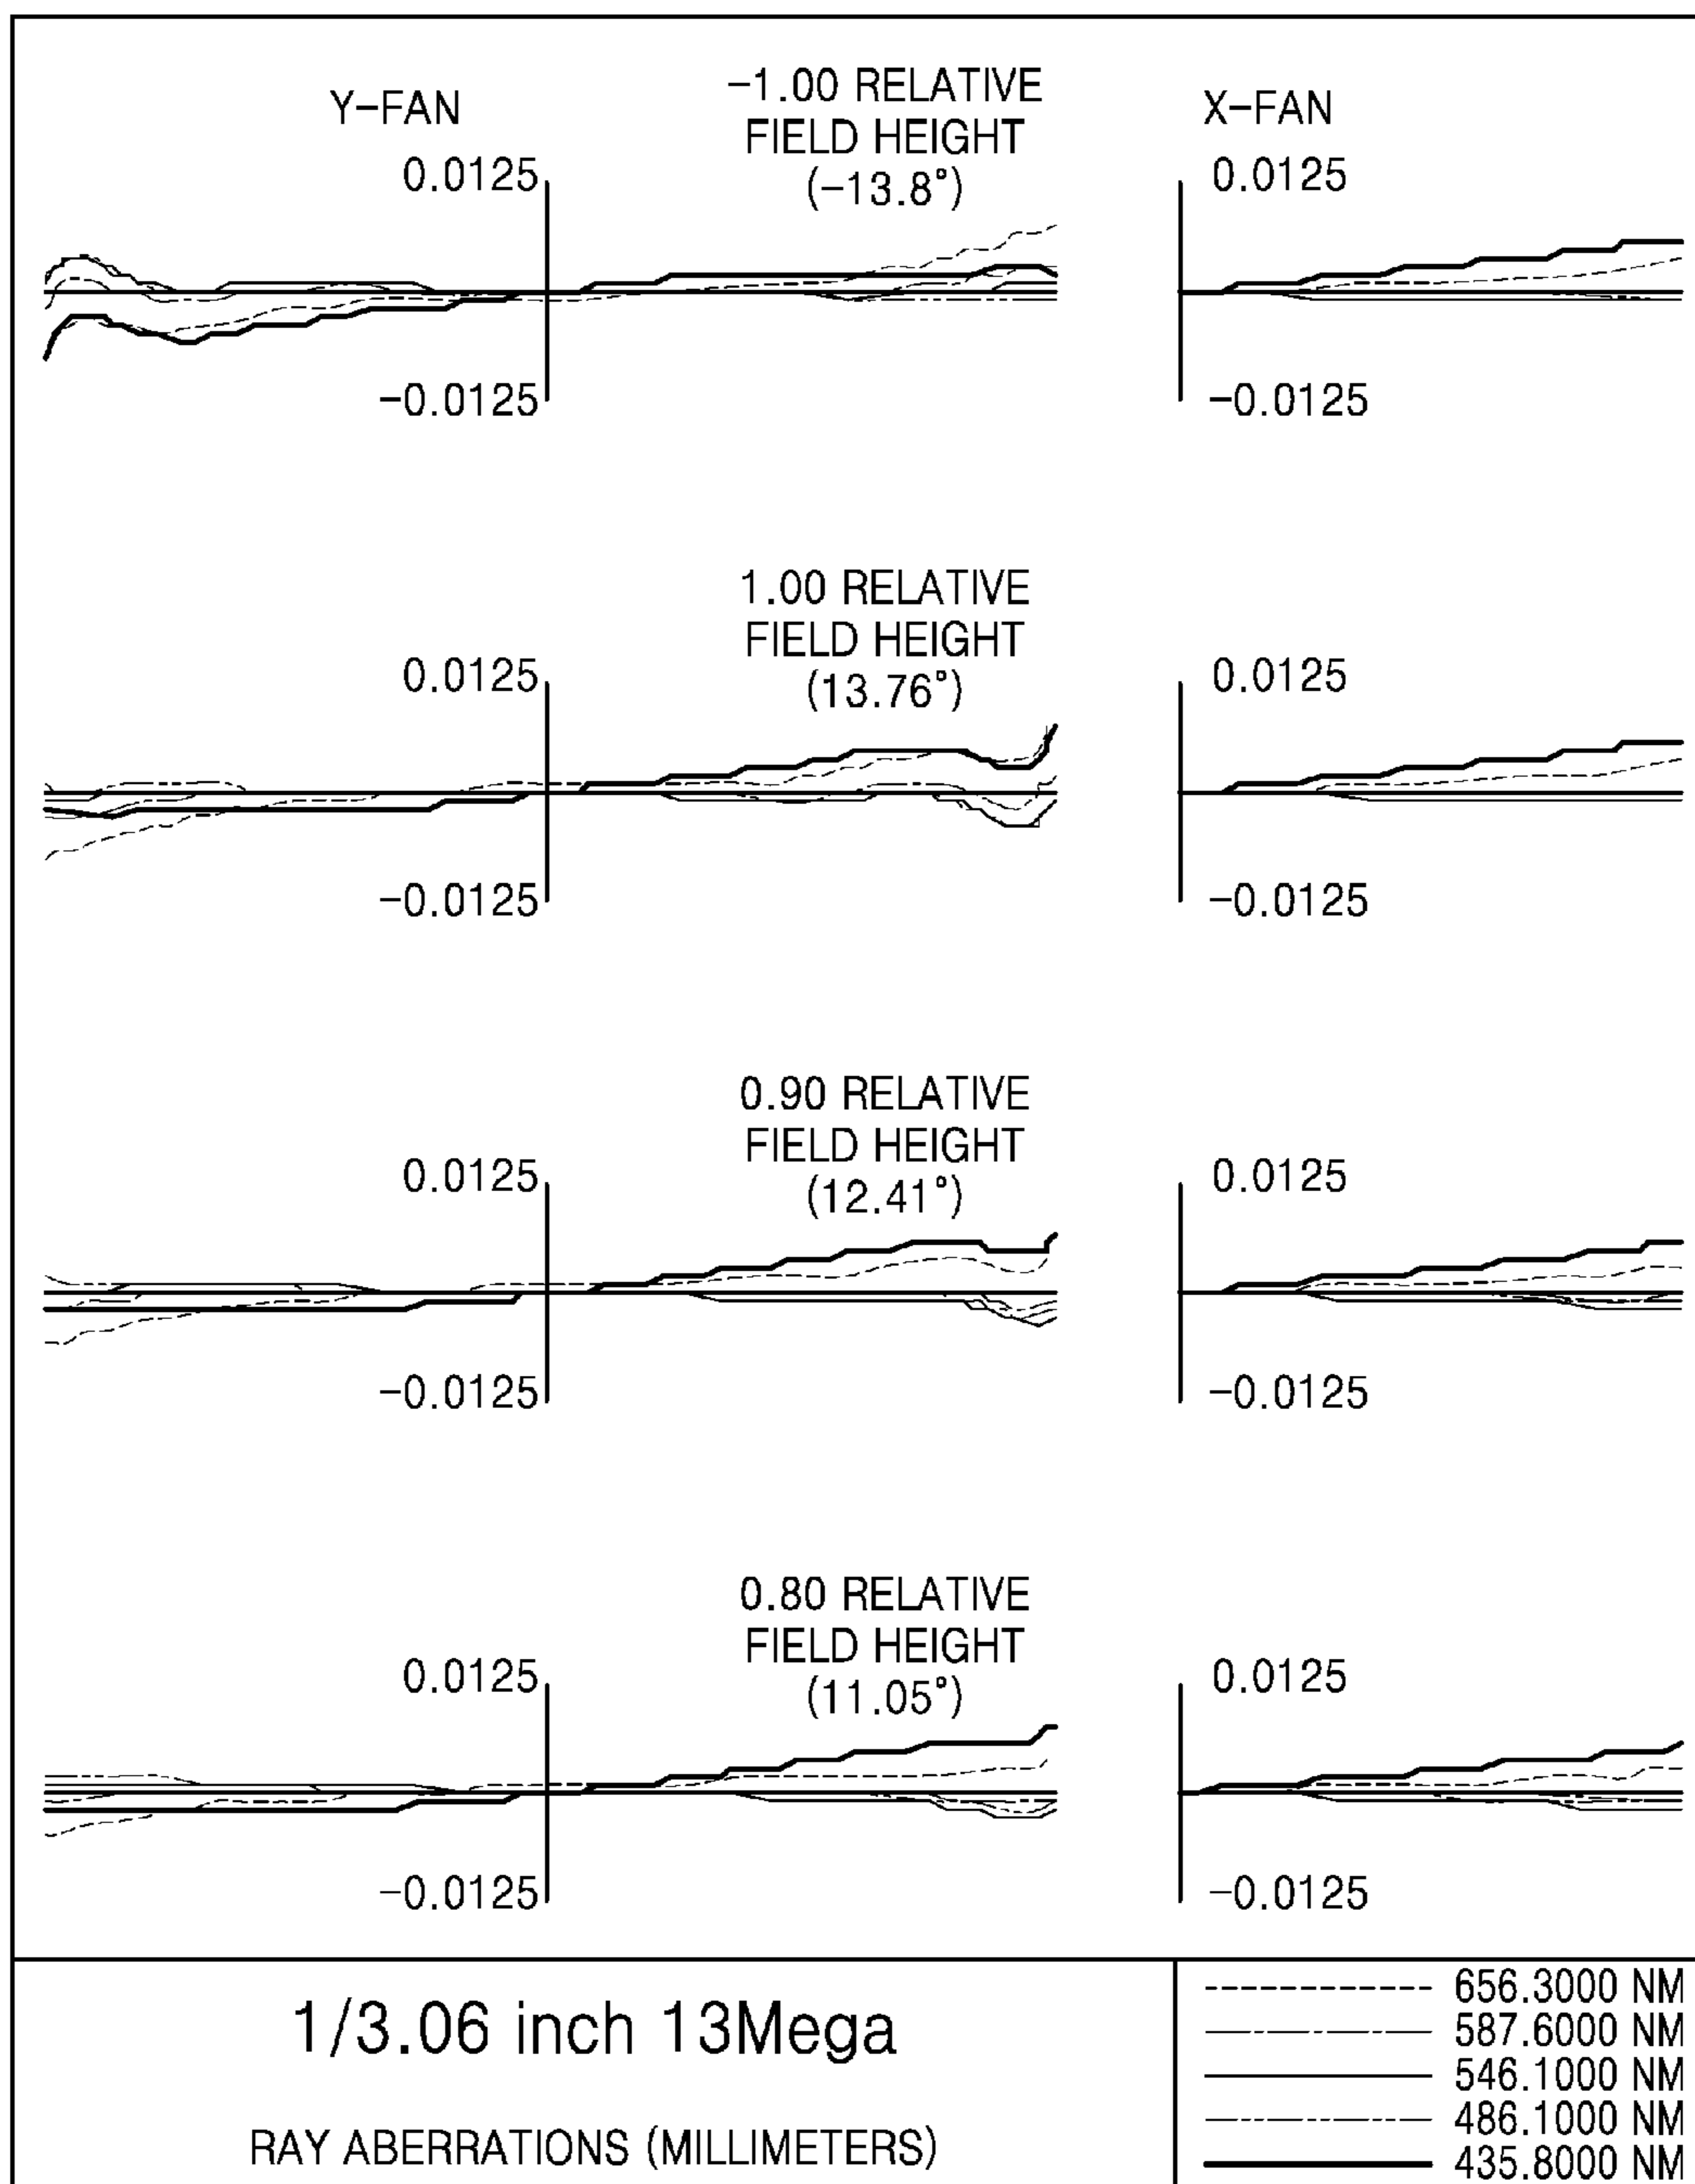 Y-FAN
-1.00 RELATIVE
FIELD HEIGHT
(-13.8°)
X-FAN
0.0125
0.0125
-0.0125
-0.0125
1.00 RELATIVE
FIELD HEIGHT
(13.76°)
0.0125
0.0125
-0.0125
-0.0125
0.90 RELATIVE
FIELD HEIGHT
(12.41°)
0.0125
0.0125
-0.0125
-0.0125
0.80 RELATIVE
FIELD HEIGHT
(11.05°)
0.0125
0.0125
-0.0125
-0.0125
1/3.06 inch 13Mega
RAY ABERRATIONS (MILLIMETERS)
656.3000 NM
587.6000 NM
546.1000 NM
486.1000 NM
435.8000 NM